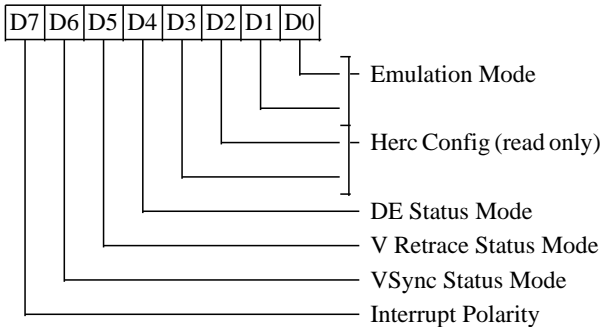 D7 D6 D5 D4 D3 D2 D1 D0
Emulation Mode
Herc Config (read only)
DE Status Mode
V Retrace Status Mode
VSync Status Mode
Interrupt Polarity